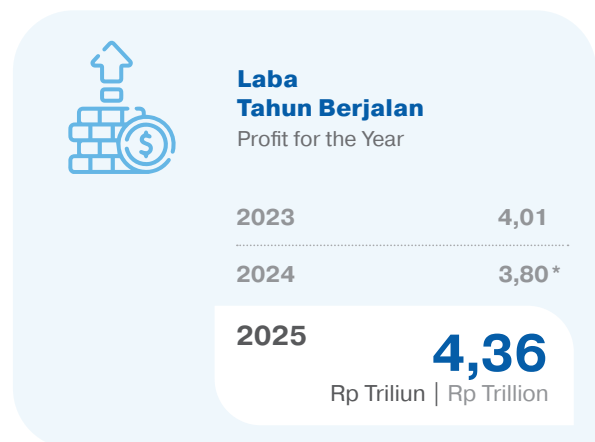 Laba
Tahun Berjalan
Profit for the Year
2023 4,01
2024 3,80*
2025 4,36
Rp Triliun | Rp Trillion